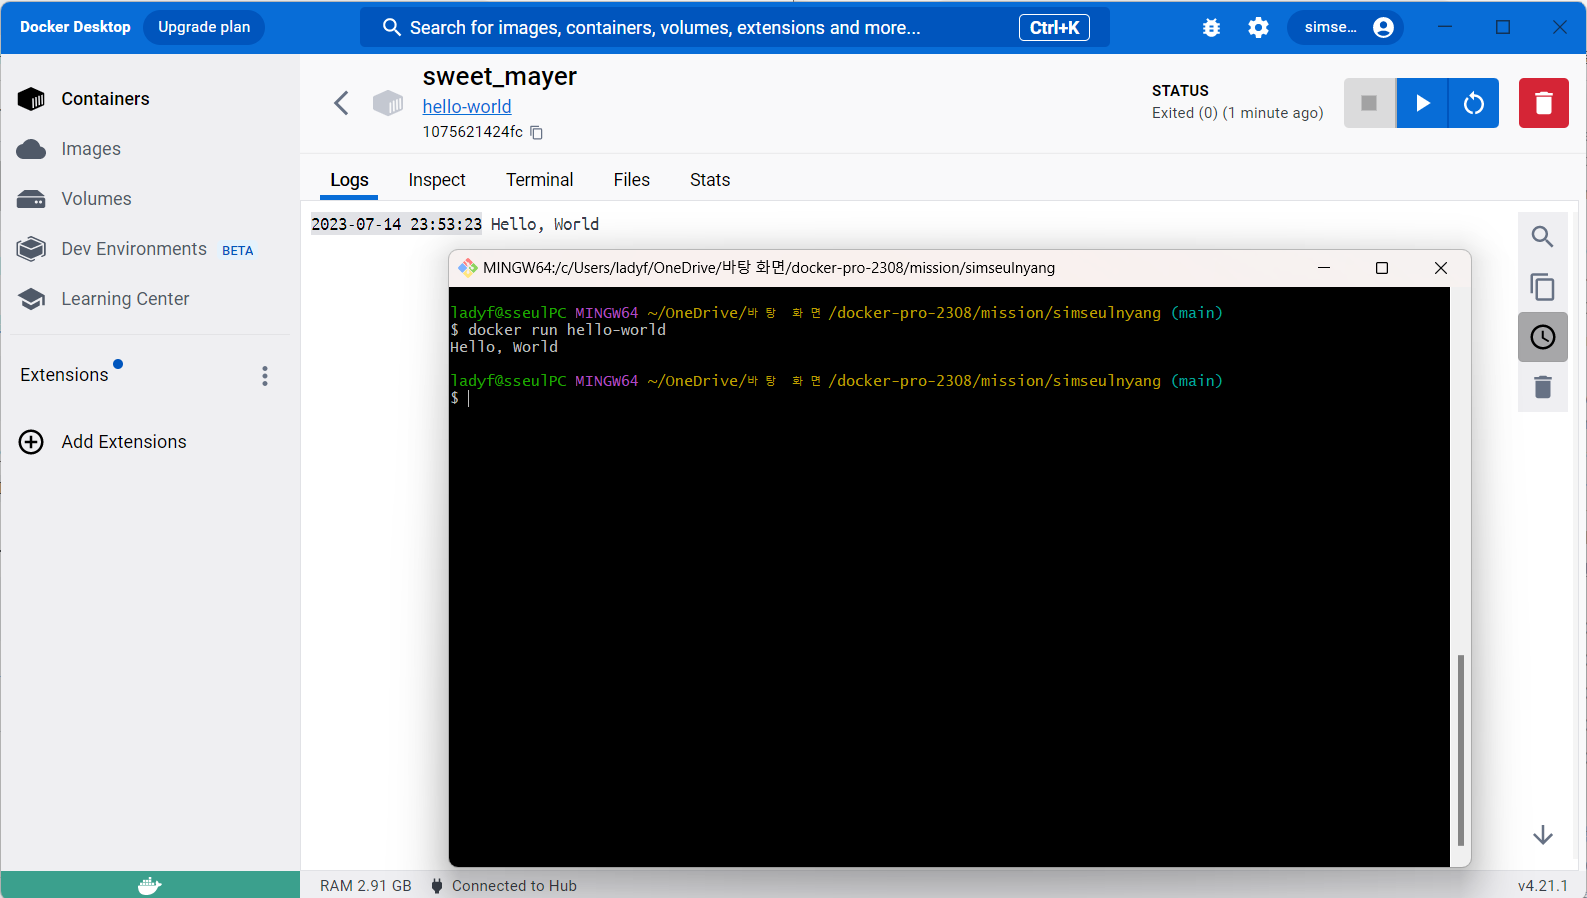 Docker Desktop
Upgrade plan
Search for images, containers, volumes, extensions and more...
Ctrl+K
simse...
Containers
Images
Volumes
Dev Environments BETA
Learning Center
Extensions
Add Extensions
sweet_mayer
hello-world
1075621424fc
STATUS
Exited (0) (1 minute ago)
Logs
Inspect
Terminal
Files
Stats
2023-07-14 23:53:23 Hello, World
MINGW64:/c/Users/ladyf/OneDrive/바탕 화면/docker-pro-2308/mission/simseulnyang
ladyf@sseulPC MINGW64 ~/OneDrive/바탕 화면/docker-pro-2308/mission/simseulnyang (main)
$ docker run hello-world
Hello, World
ladyf@sseulPC MINGW64 ~/OneDrive/바탕 화면/docker-pro-2308/mission/simseulnyang (main)
$
RAM 2.91 GB
Connected to Hub
v4.21.1